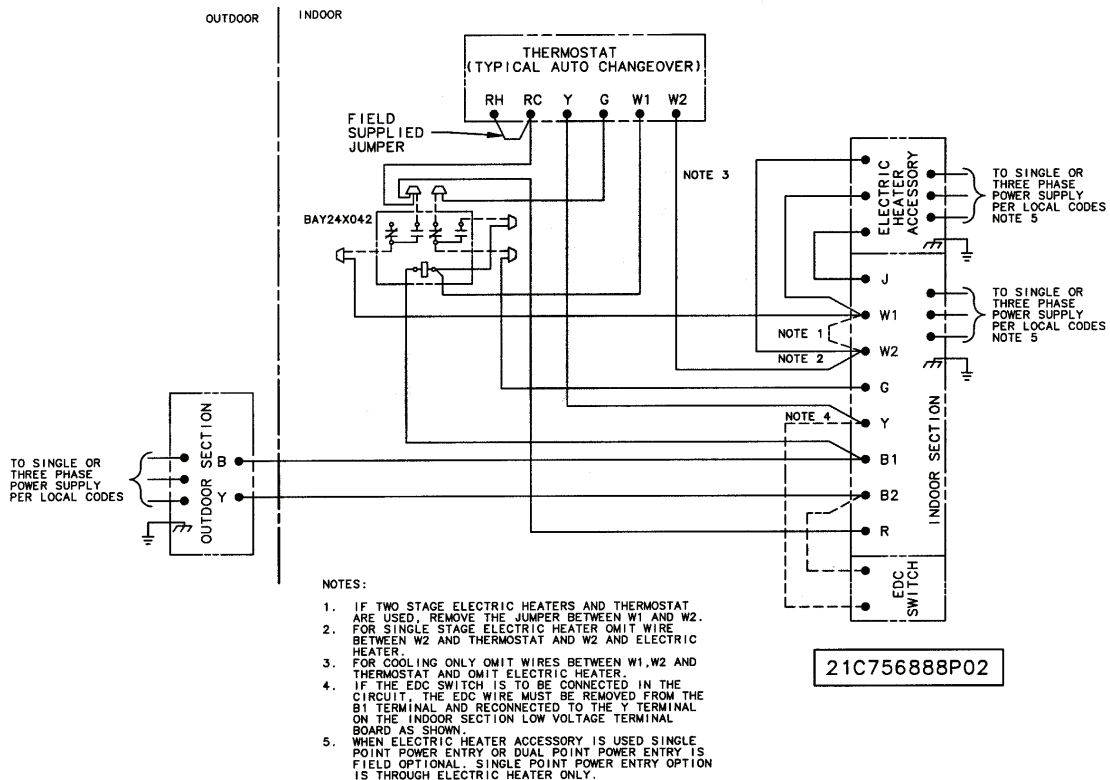 OUTDOOR
INDOOR
THERMOSTAT
(TYPICAL AUTO CHANGEOVER)
RH RC Y G W1 W2
FIELD
SUPPLIED
JUMPER
NOTE 3
BAY24X042
ELECTRIC
HEATER
ACCESSORY
TO SINGLE OR
THREE PHASE
POWER SUPPLY
PER LOCAL CODES
NOTE 5
J
W1
NOTE 1
W2
NOTE 2
G
NOTE 4
Y
B1
B2
R
TO SINGLE OR
THREE PHASE
POWER SUPPLY
PER LOCAL CODES
NOTE 5
INDOOR SECTION
EDC
SWITCH
TO SINGLE OR
THREE PHASE
POWER SUPPLY
PER LOCAL CODES
OUTDOOR SECTION
B
Y
NOTES:
1. IF TWO STAGE ELECTRIC HEATERS AND THERMOSTAT
ARE USED, REMOVE THE JUMPER BETWEEN W1 AND W2.
2. FOR SINGLE STAGE ELECTRIC HEATER OMIT WIRE
BETWEEN W2 AND THERMOSTAT AND W2 AND ELECTRIC
HEATER.
3. FOR COOLING ONLY OMIT WIRES BETWEEN W1,W2 AND
THERMOSTAT AND OMIT ELECTRIC HEATER.
4. IF THE EDC SWITCH IS TO BE CONNECTED IN THE
CIRCUIT, THE EDC WIRE MUST BE REMOVED FROM THE
B1 TERMINAL AND RECONNECTED TO THE Y TERMINAL
ON THE INDOOR SECTION LOW VOLTAGE TERMINAL
BOARD AS SHOWN.
5. WHEN ELECTRIC HEATER ACCESSORY IS USED SINGLE
POINT POWER ENTRY OR DUAL POINT POWER ENTRY IS
FIELD OPTIONAL. SINGLE POINT POWER ENTRY OPTION
IS THROUGH ELECTRIC HEATER ONLY.
21C756888P02